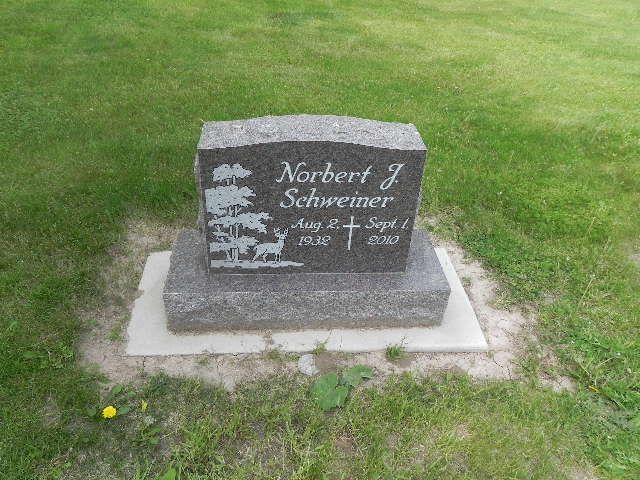 Norbert J.
Schweiner
Aug. 2, Sept. 1,
1932 2010